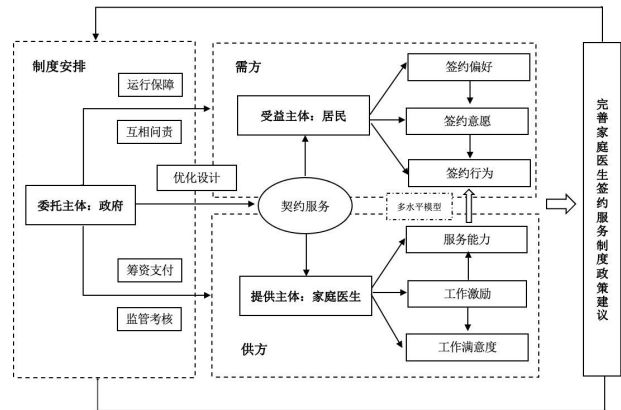 制度安排
运行保障
互相问责
委托主体：政府
筹资支付
监管考核
优化设计
需方
受益主体：居民
签约偏好
签约意愿
签约行为
契约服务
多水平模型
提供主体：家庭医生
服务能力
工作激励
工作满意度
供方
完善家庭医生签约服务制度政策建议